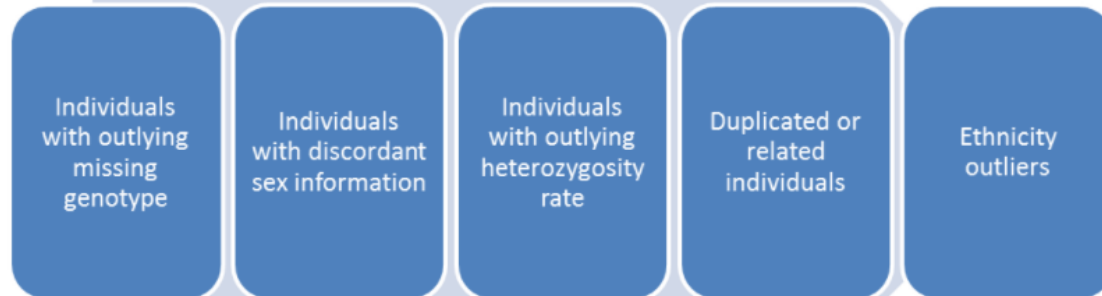 Individuals
with outlying
missing
genotype
Individuals
with discordant
sex information
Individuals
with outlying
heterozygosity
rate
Duplicated or
related
individuals
Ethnicity
outliers